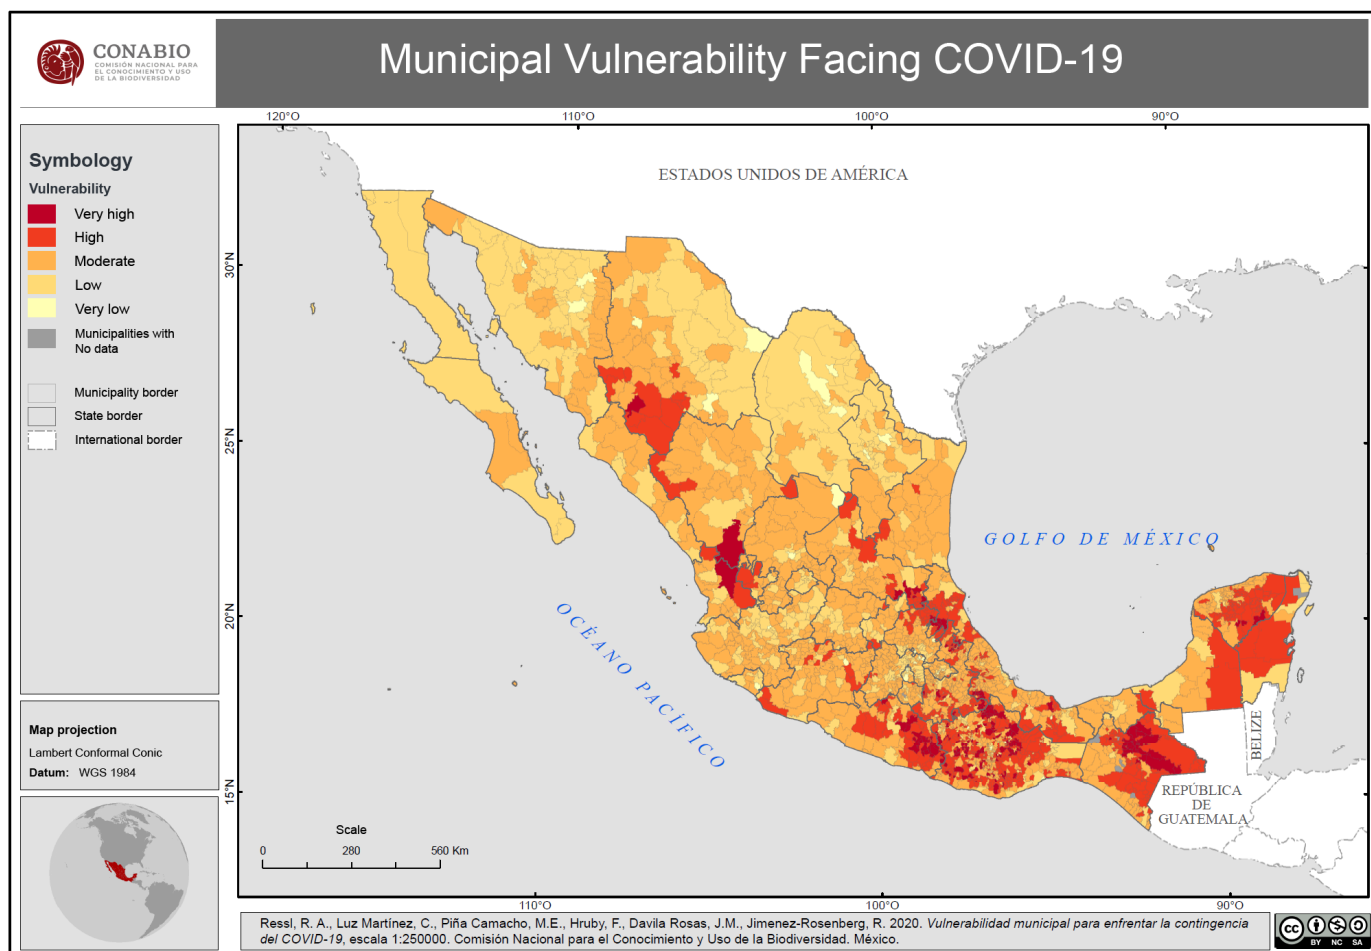 CONABIO
COMISIÓN NACIONAL PARA
EL CONOCIMIENTO Y USO
DE LA BIODIVERSIDAD
Municipal Vulnerability Facing COVID-19
Symbology
Vulnerability
Very high
High
Moderate
Low
Very low
Municipalities with
No data
Municipality border
State border
International border
Map projection
Lambert Conformal Conic
Datum: WGS 1984
120°O
110°O
100°O
90°O
30°N
25°N
20°N
15°N
ESTADOS UNIDOS DE AMÉRICA
GOLFO DE MÉXICO
OCÉANO PACÍFICO
BELIZE
REPÚBLICA
DE
GUATEMALA
Scale
0 280 560 Km
110°O
100°O
90°O
Ressl, R. A., Luz Martínez, C., Piña Camacho, M.E., Hruby, F., Davila Rosas, J.M., Jimenez-Rosenberg, R. 2020. Vulnerabilidad municipal para enfrentar la contingencia
del COVID-19, escala 1:250000. Comisión Nacional para el Conocimiento y Uso de la Biodiversidad. México.
cc
BY NC SA